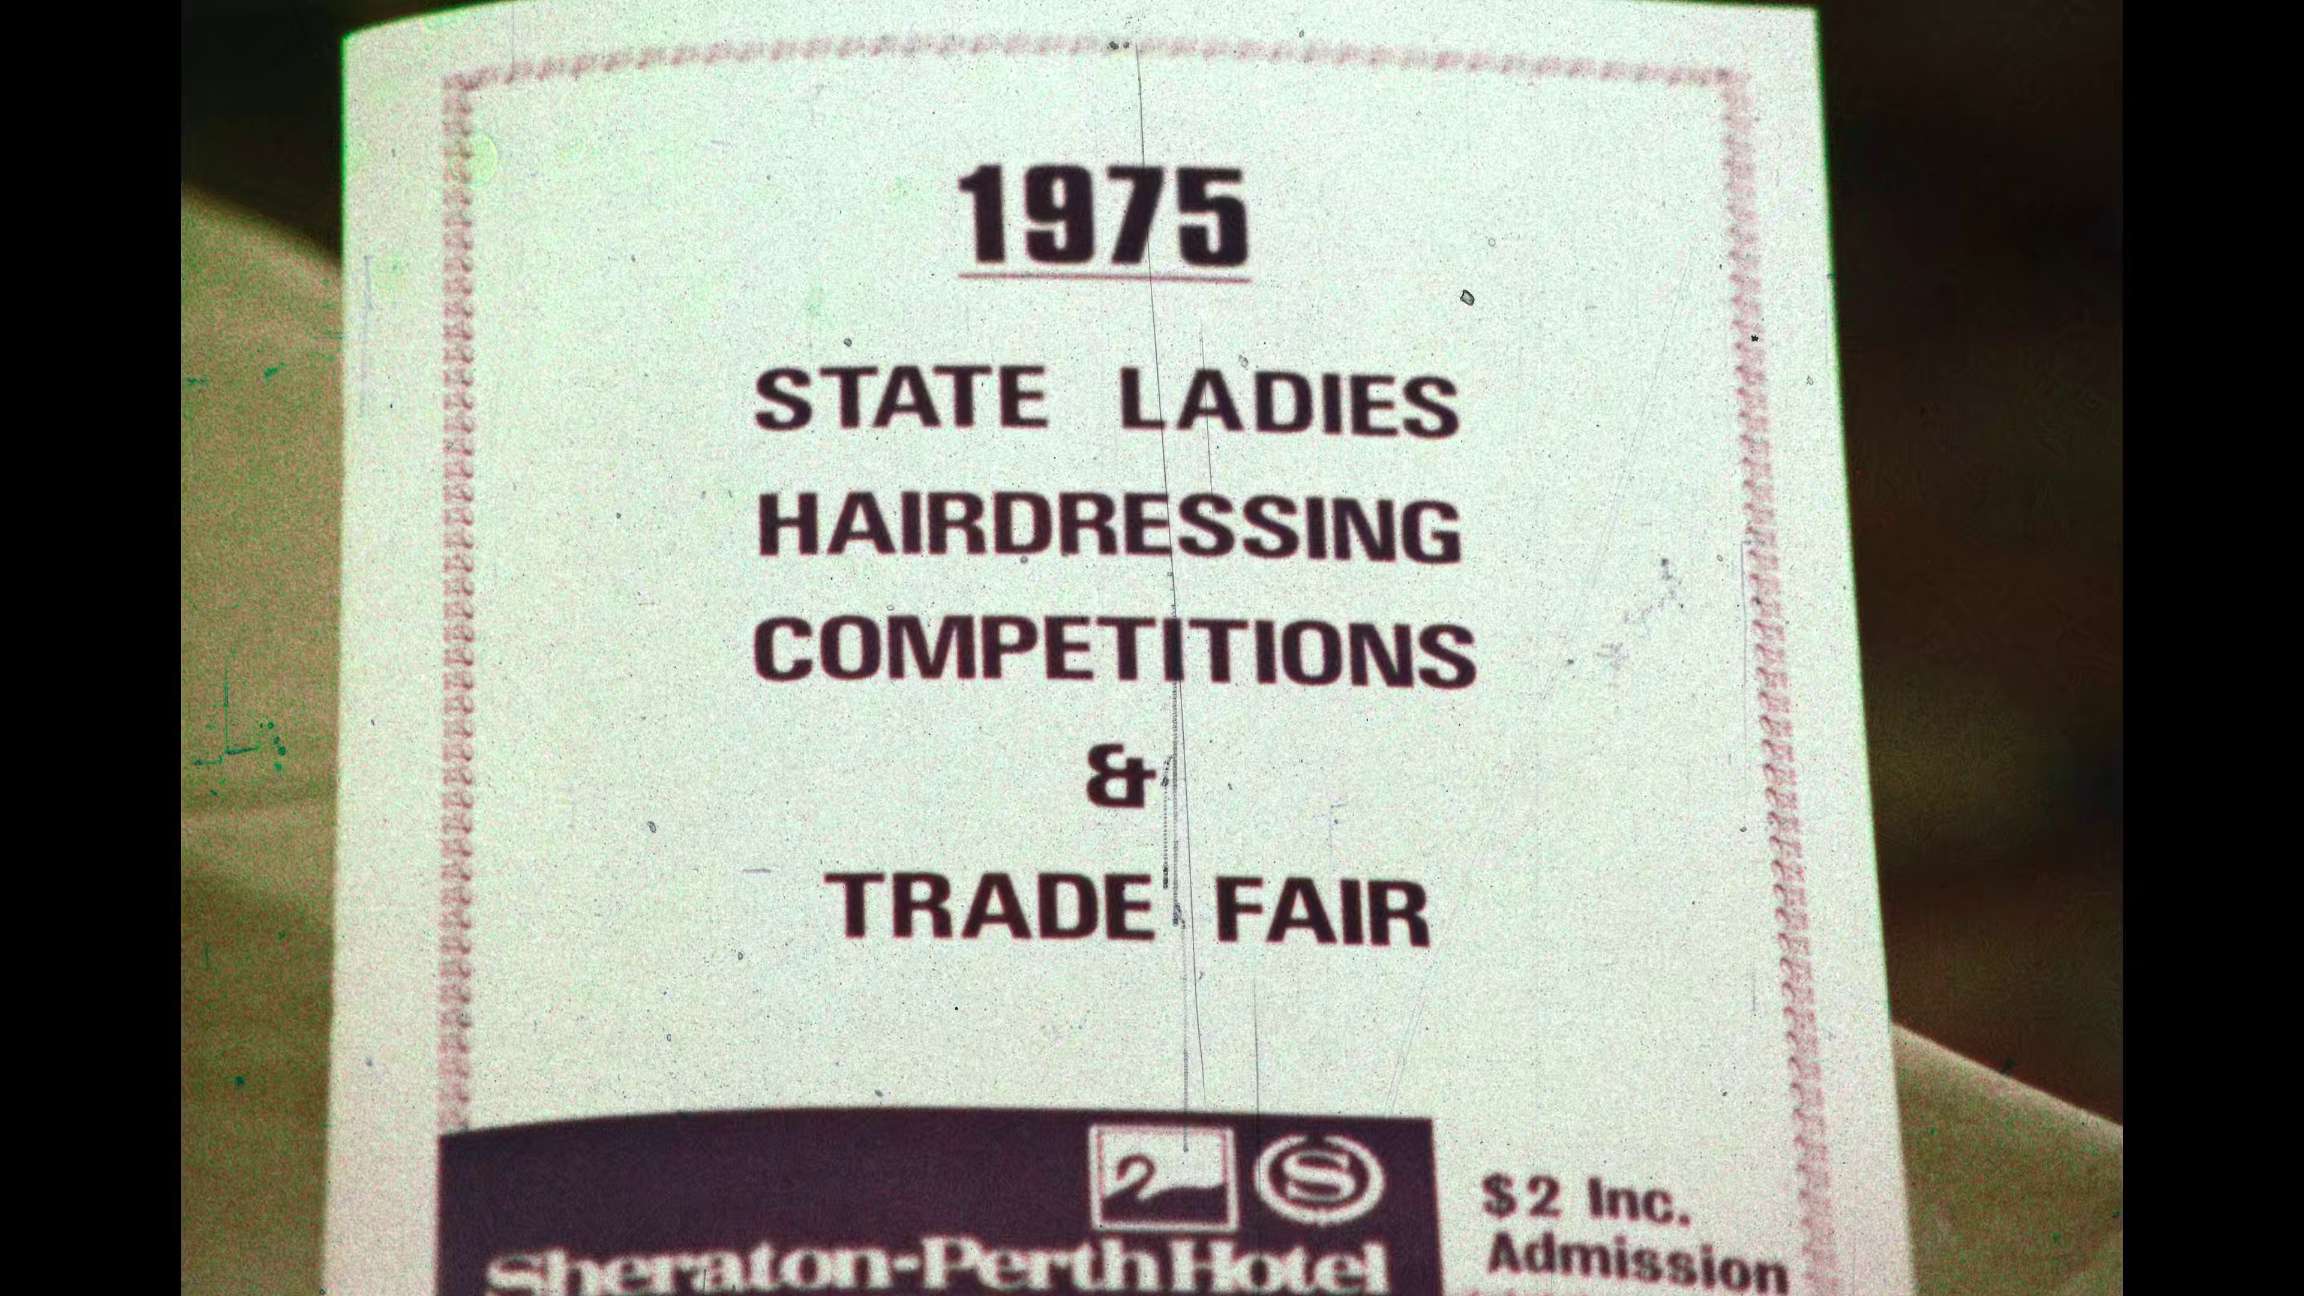 1975
STATE LADIES
HAIRDRESSING
COMPETITIONS
&
TRADE FAIR
S
Sheraton-Perth Hotel
$2 Inc.
Admission